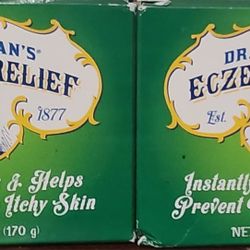 AN'S®
RELIEF
1877
& Helps
Itchy Skin
(170 g)
DR.
ECZE
Est.
Instantly
Prevent
NE